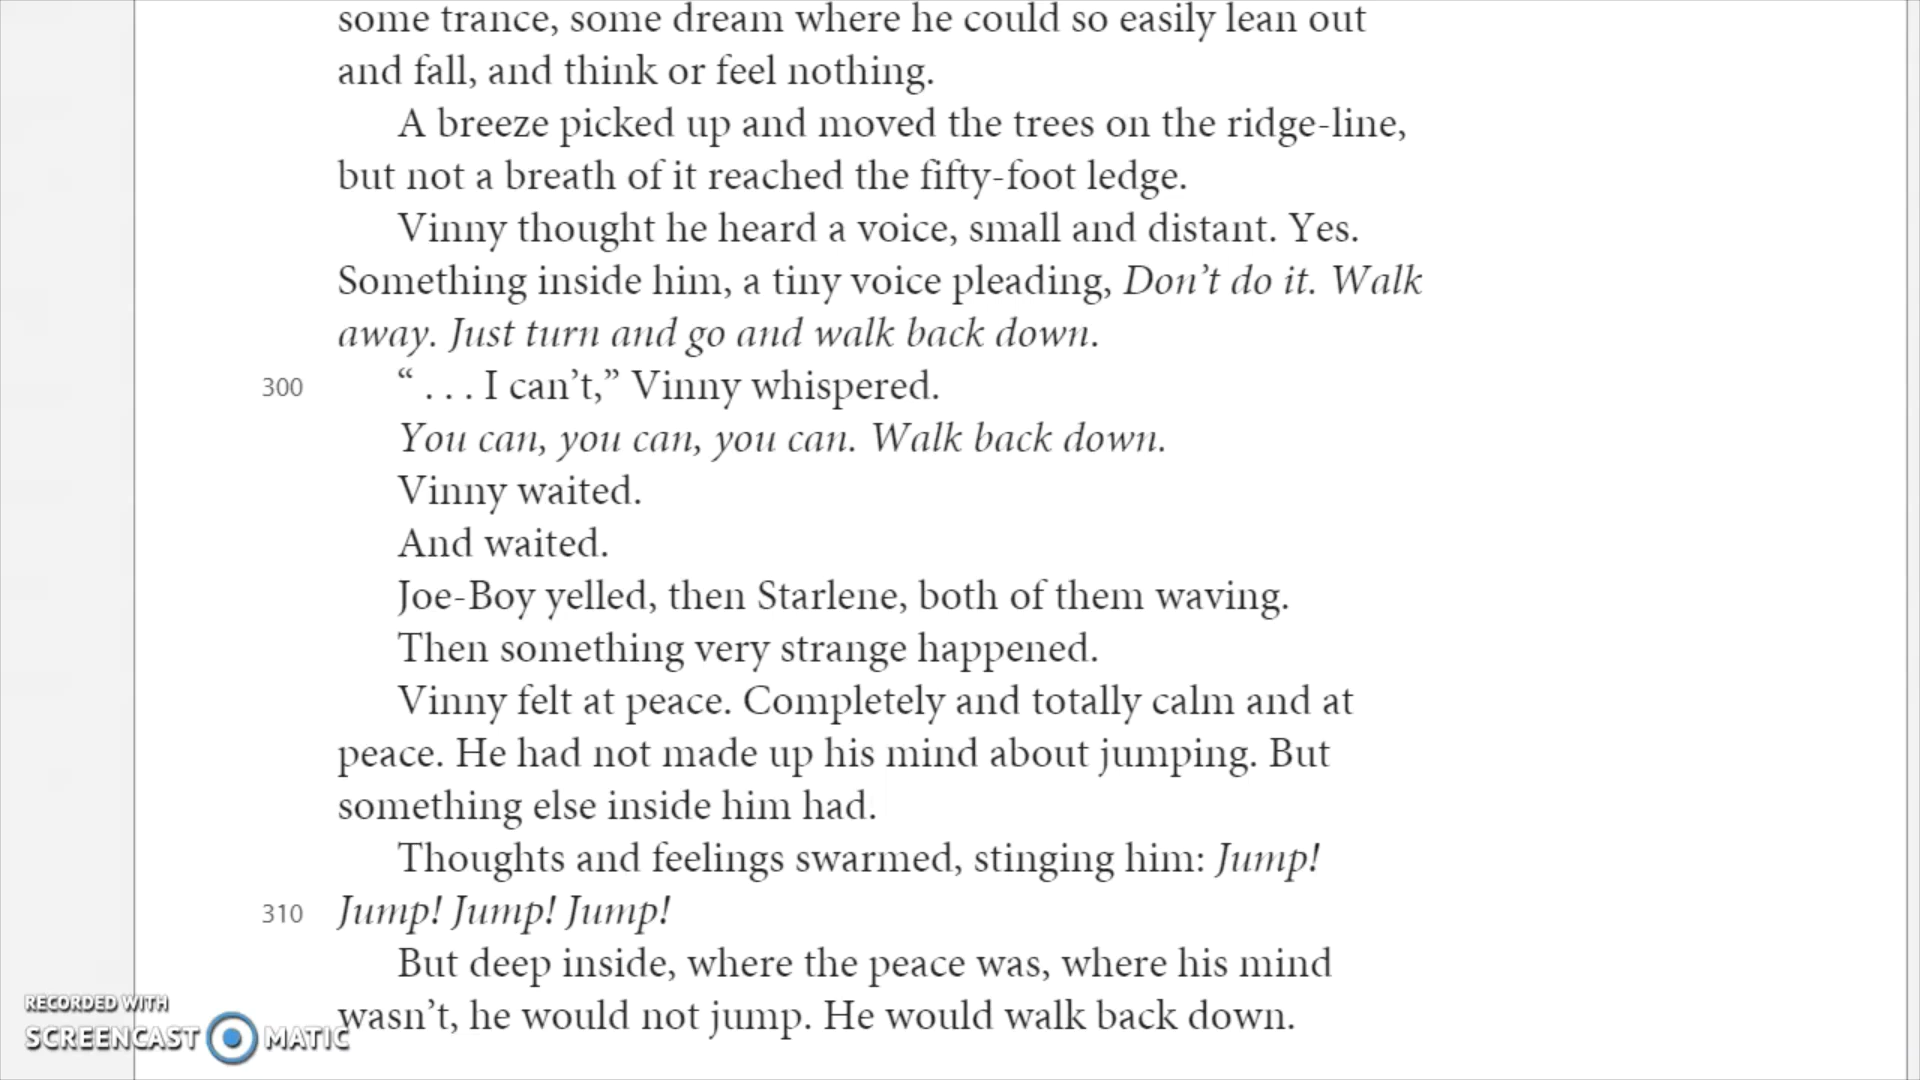 some trance, some dream where he could so easily lean out
and fall, and think or feel nothing.
A breeze picked up and moved the trees on the ridge-line,
but not a breath of it reached the fifty-foot ledge.
Vinny thought he heard a voice, small and distant. Yes.
Something inside him, a tiny voice pleading, Don’t do it. Walk
away. Just turn and go and walk back down.
300 “ . . . I can’t,” Vinny whispered.
You can, you can, you can. Walk back down.
Vinny waited.
And waited.
Joe-Boy yelled, then Starlene, both of them waving.
Then something very strange happened.
Vinny felt at peace. Completely and totally calm and at
peace. He had not made up his mind about jumping. But
something else inside him had.
Thoughts and feelings swarmed, stinging him: Jump!
310 Jump! Jump! Jump!
But deep inside, where the peace was, where his mind
wasn’t, he would not jump. He would walk back down.
RECORDED WITH
SCREENCAST MATIC